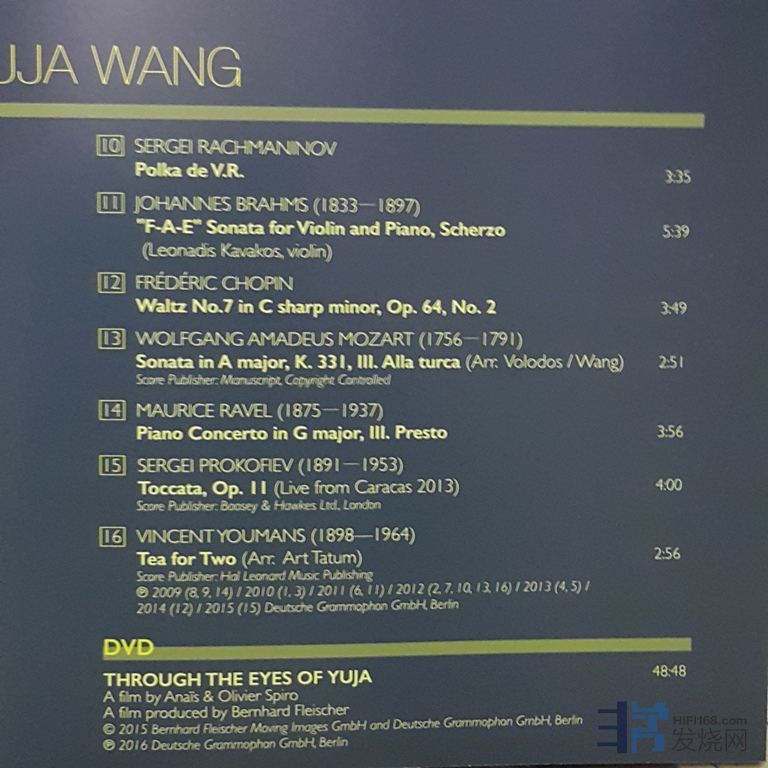 UJA WANG
10 SERGEI RACHMANINOV
Polka de V.R. 3:35
11 JOHANNES BRAHMS (1833—1897)
"F-A-E" Sonata for Violin and Piano, Scherzo 5:39
(Leonadis Kavakos, violin)
12 FRÉDÉRIC CHOPIN
Waltz No.7 in C sharp minor, Op. 64, No. 2 3:49
13 WOLFGANG AMADEUS MOZART (1756—1791)
Sonata in A major, K. 331, III. Alla turca (Arr. Volodos / Wang) 2:51
Score Publisher: Manuscript, Copyright Controlled
14 MAURICE RAVEL (1875—1937)
Piano Concerto in G major, III. Presto 3:56
15 SERGEI PROKOFIEV (1891—1953)
Toccata, Op. 11 (Live from Caracas 2013) 4:00
Score Publisher: Boosey & Hawkes Ltd., London
16 VINCENT YOUMANS (1898—1964)
Tea for Two (Arr. Art Tatum) 2:56
Score Publisher: Hal Leonard Music Publishing
℗ 2009 (8, 9, 14) / 2010 (1, 3) / 2011 (6, 11) / 2012 (2, 7, 10, 13, 16) / 2013 (4, 5) /
2014 (12) / 2015 (15) Deutsche Grammophon GmbH, Berlin
DVD
THROUGH THE EYES OF YUJA 48:48
A film by Anaïs & Olivier Spiro
A film produced by Bernhard Fleischer
© 2015 Bernhard Fleischer Moving Images GmbH and Deutsche Grammophon GmbH, Berlin
℗ 2016 Deutsche Grammophon GmbH, Berlin
HIFI168.com
发烧网